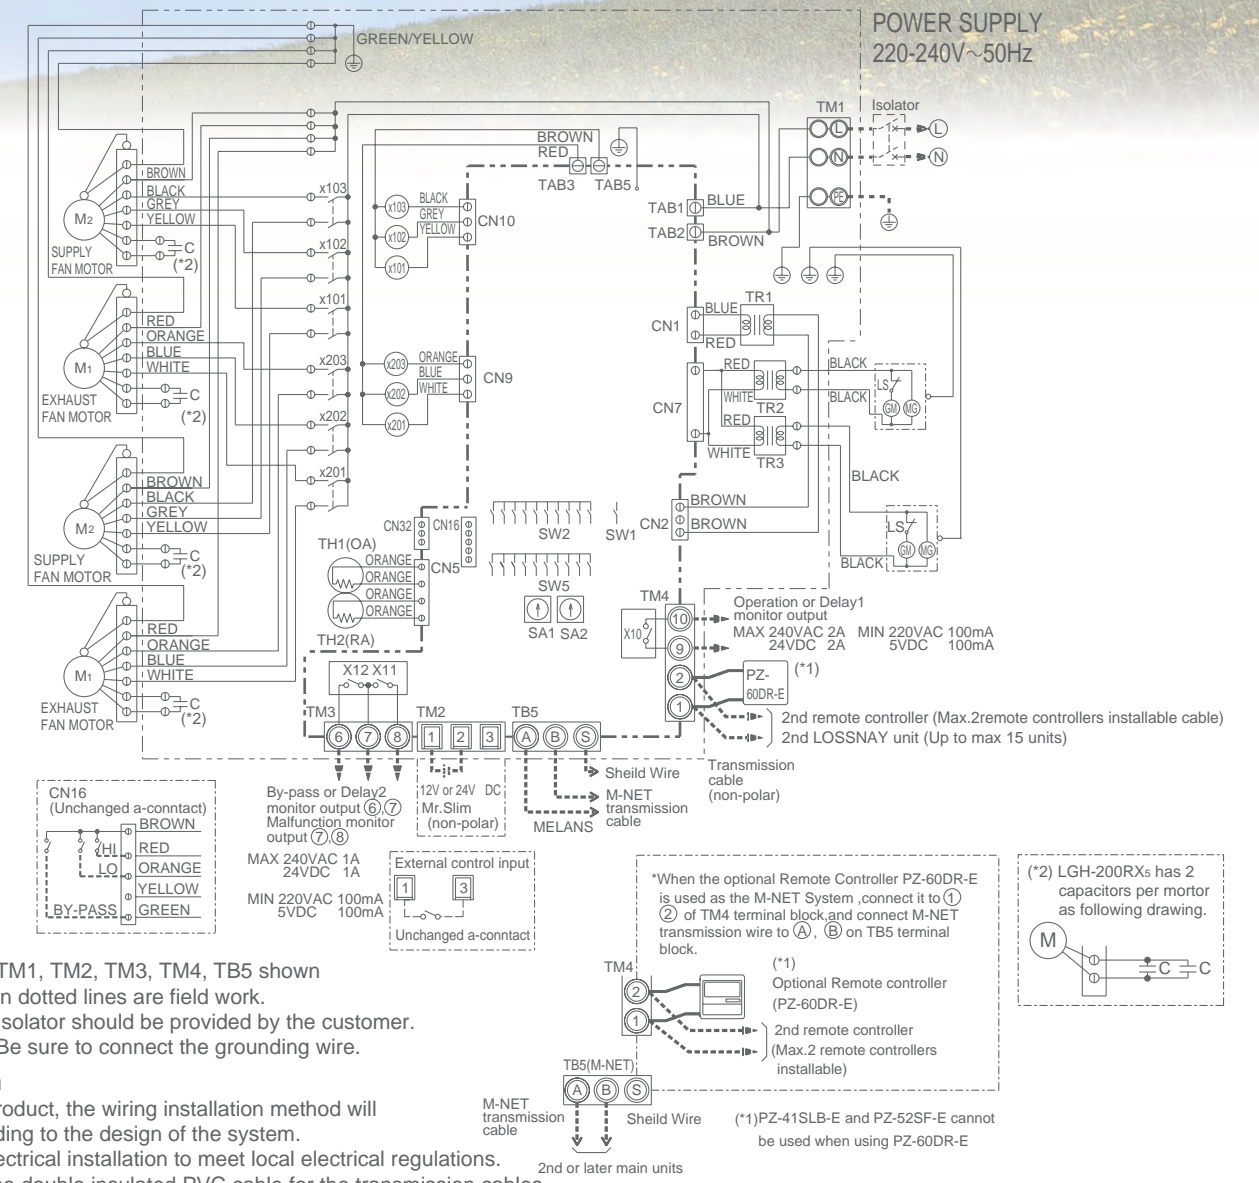 POWER SUPPLY
220-240V～50Hz
GREEN/YELLOW
TM1
Isolator
L
L
N
N
PE
BROWN
RED
TAB3
TAB5
BROWN
BLACK
GREY
YELLOW
M2
SUPPLY
FAN MOTOR
C
(*2)
x103
x102
x101
x103
x102
x101
BLACK
GREY
YELLOW
CN10
TAB1
BLUE
TAB2
BROWN
RED
ORANGE
BLUE
WHITE
M1
EXHAUST
FAN MOTOR
C
(*2)
x203
x202
x201
x203
x202
x201
ORANGE
BLUE
WHITE
CN9
CN1
BLUE
RED
TR1
CN7
RED
WHITE
TR2
RED
WHITE
TR3
BLACK
BLACK
LS
GM
MG
BLACK
BLACK
LS
GM
MG
BROWN
BLACK
GREY
YELLOW
M2
SUPPLY
FAN MOTOR
C
(*2)
CN2
BROWN
BROWN
CN32
CN16
SW2
SW1
TH1(OA)
ORANGE
ORANGE
ORANGE
ORANGE
CN5
TH2(RA)
SW5
SA1
SA2
RED
ORANGE
BLUE
WHITE
M1
EXHAUST
FAN MOTOR
C
(*2)
TM4
X10
10
9
2
1
Operation or Delay1
monitor output
MAX 240VAC 2A MIN 220VAC 100mA
24VDC 2A 5VDC 100mA
PZ-
60DR-E
(*1)
2nd remote controller (Max.2remote controllers installable cable)
2nd LOSSNAY unit (Up to max 15 units)
Transmission
cable
(non-polar)
X12 X11
TM3
6 7 8
TM2
1 2 3
TB5
A B S
By-pass or Delay2
monitor output ⑥,⑦
Malfunction monitor
output ⑦,⑧
MAX 240VAC 1A
24VDC 1A
MIN 220VAC 100mA
5VDC 100mA
12V or 24V DC
Mr.Slim
(non-polar)
Sheild Wire
M-NET
transmission
cable
MELANS
External control input
1 3
Unchanged a-conntact
CN16
(Unchanged a-conntact)
BROWN
HI
RED
LO
ORANGE
YELLOW
BY-PASS
GREEN
*When the optional Remote Controller PZ-60DR-E
is used as the M-NET System ,connect it to ①
② of TM4 terminal block,and connect M-NET
transmission wire to Ⓐ, Ⓑ on TB5 terminal
block.
TM4
2
1
(*1)
Optional Remote controller
(PZ-60DR-E)
2nd remote controller
(Max.2 remote controllers
installable)
TB5(M-NET)
A B S
M-NET
transmission
cable
Sheild Wire
2nd or later main units
(*1)PZ-41SLB-E and PZ-52SF-E cannot
be used when using PZ-60DR-E
(*2) LGH-200RX5 has 2
capacitors per mortor
as following drawing.
M
C
C
TM1, TM2, TM3, TM4, TB5 shown
n dotted lines are field work.
solator should be provided by the customer.
Be sure to connect the grounding wire.
roduct, the wiring installation method will
ding to the design of the system.
ectrical installation to meet local electrical regulations.
double insulated PVC cable for the transmission cables